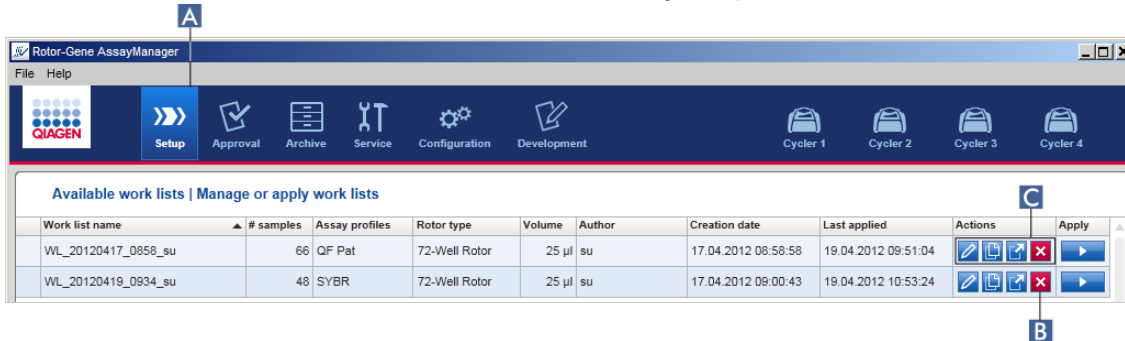 A
Rotor-Gene AssayManager
File Help
QIAGEN
Setup Approval Archive Service Configuration Development Cycler 1 Cycler 2 Cycler 3 Cycler 4
Available work lists | Manage or apply work lists
C
Work list name # samples Assay profiles Rotor type Volume Author Creation date Last applied Actions Apply
WL_20120417_0858_su 66 QF Pat 72-Well Rotor 25 µl su 17.04.2012 08:58:58 19.04.2012 09:51:04
WL_20120419_0934_su 48 SYBR 72-Well Rotor 25 µl su 17.04.2012 09:00:43 19.04.2012 10:53:24
B